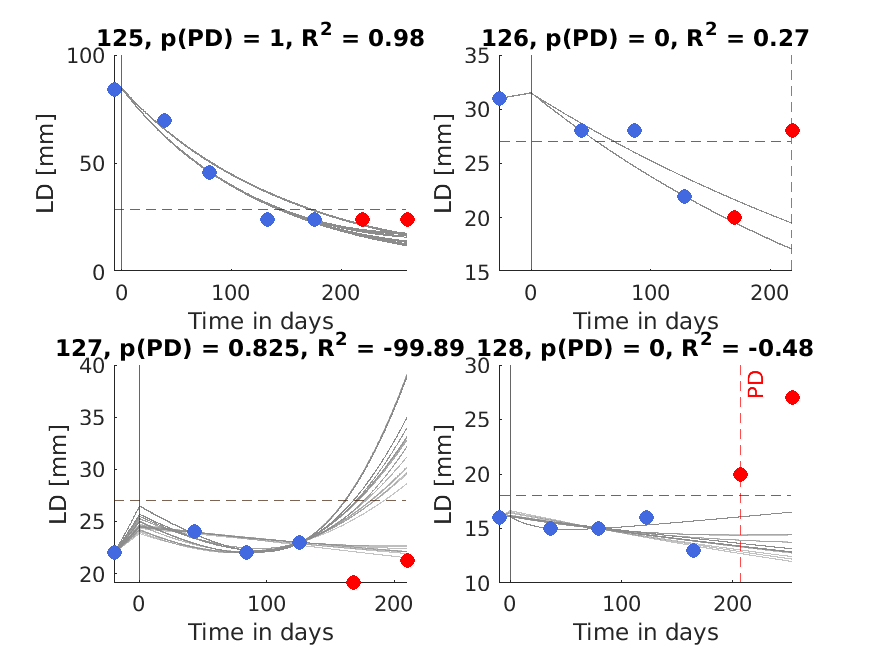 125, p(PD) = 1, R² = 0.98
100
50
0
LD [mm]
0
100
200
Time in days
126, p(PD) = 0, R² = 0.27
35
30
25
20
15
LD [mm]
0
100
200
Time in days
127, p(PD) = 0.825, R² = -99.89
40
35
30
25
20
LD [mm]
0
100
200
Time in days
128, p(PD) = 0, R² = -0.48
30
25
20
15
10
LD [mm]
PD
0
100
200
Time in days